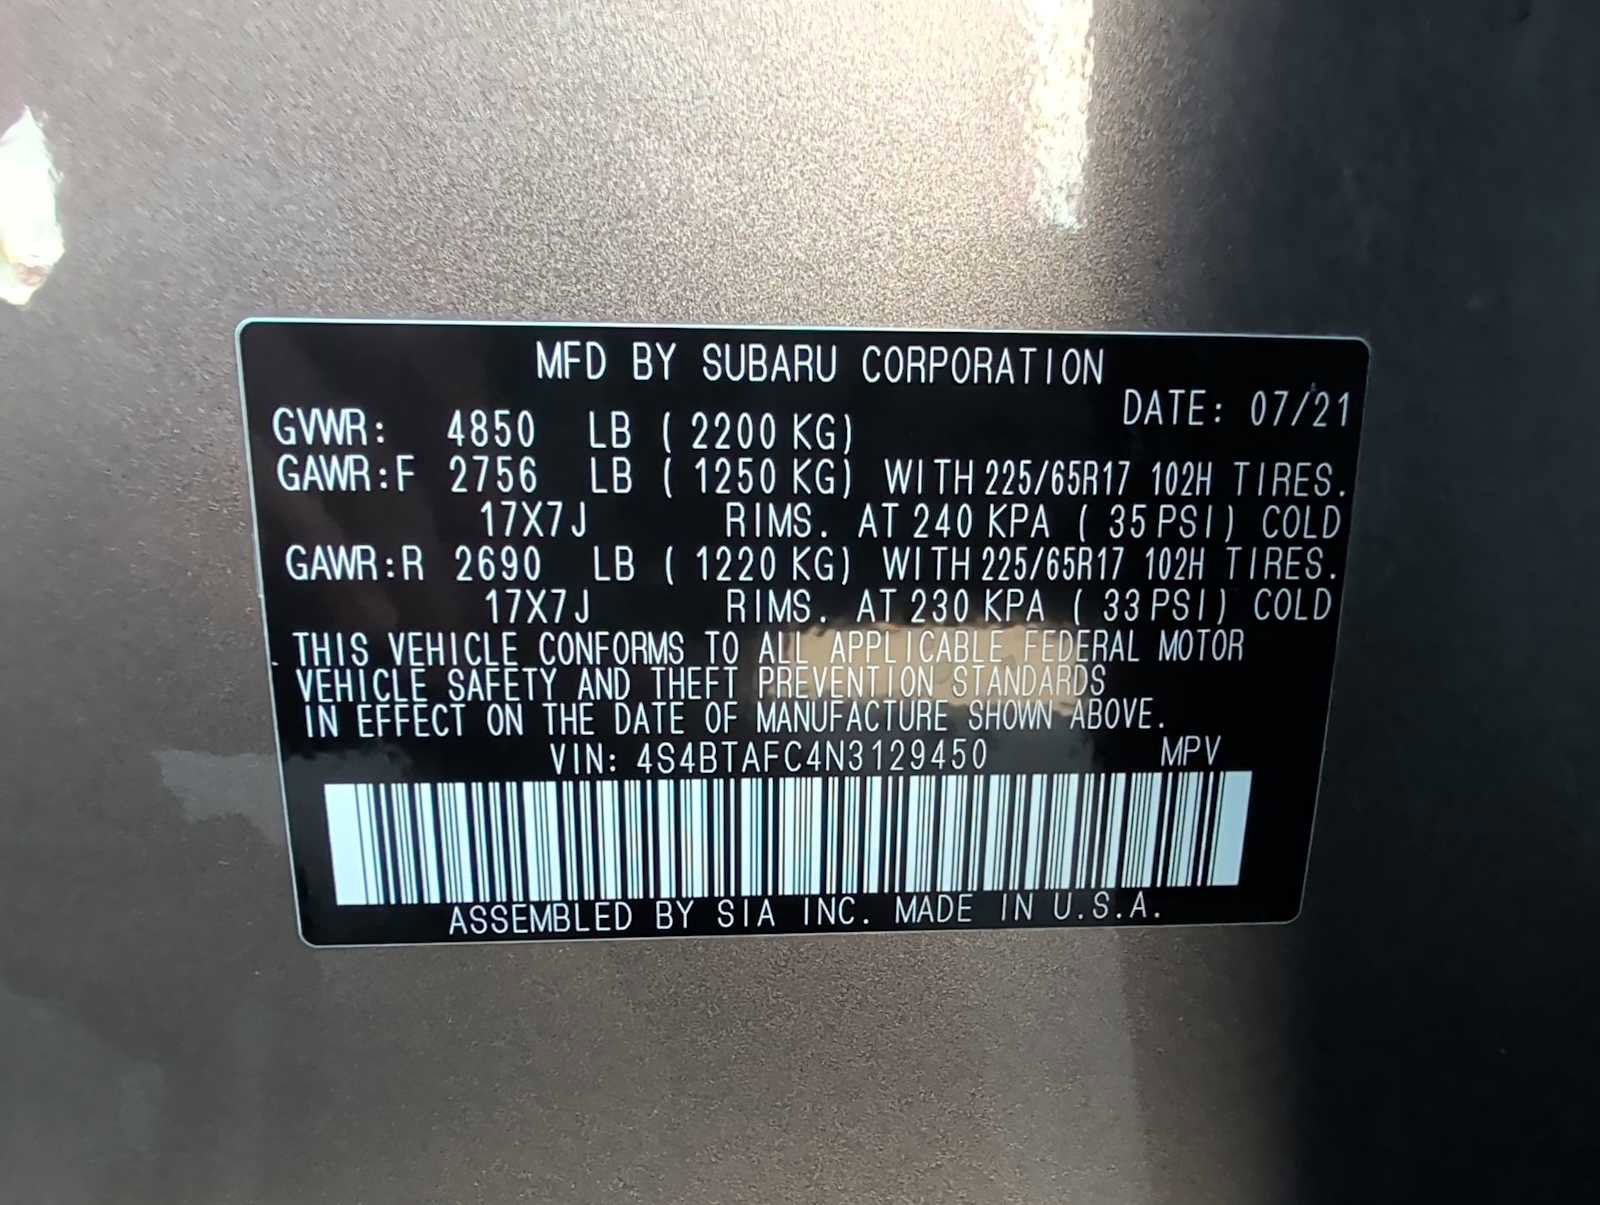 MFD BY SUBARU CORPORATION
DATE: 07/21
GVWR: 4850 LB ( 2200 KG)
GAWR:F 2756 LB ( 1250 KG) WITH 225/65R17 102H TIRES.
17X7J RIMS. AT 240 KPA ( 35 PSI) COLD
GAWR:R 2690 LB ( 1220 KG) WITH 225/65R17 102H TIRES.
17X7J RIMS. AT 230 KPA ( 33 PSI) COLD
THIS VEHICLE CONFORMS TO ALL APPLICABLE FEDERAL MOTOR
VEHICLE SAFETY AND THEFT PREVENTION STANDARDS
IN EFFECT ON THE DATE OF MANUFACTURE SHOWN ABOVE.
VIN: 4S4BTAFC4N3129450 MPV
ASSEMBLED BY SIA INC. MADE IN U.S.A.